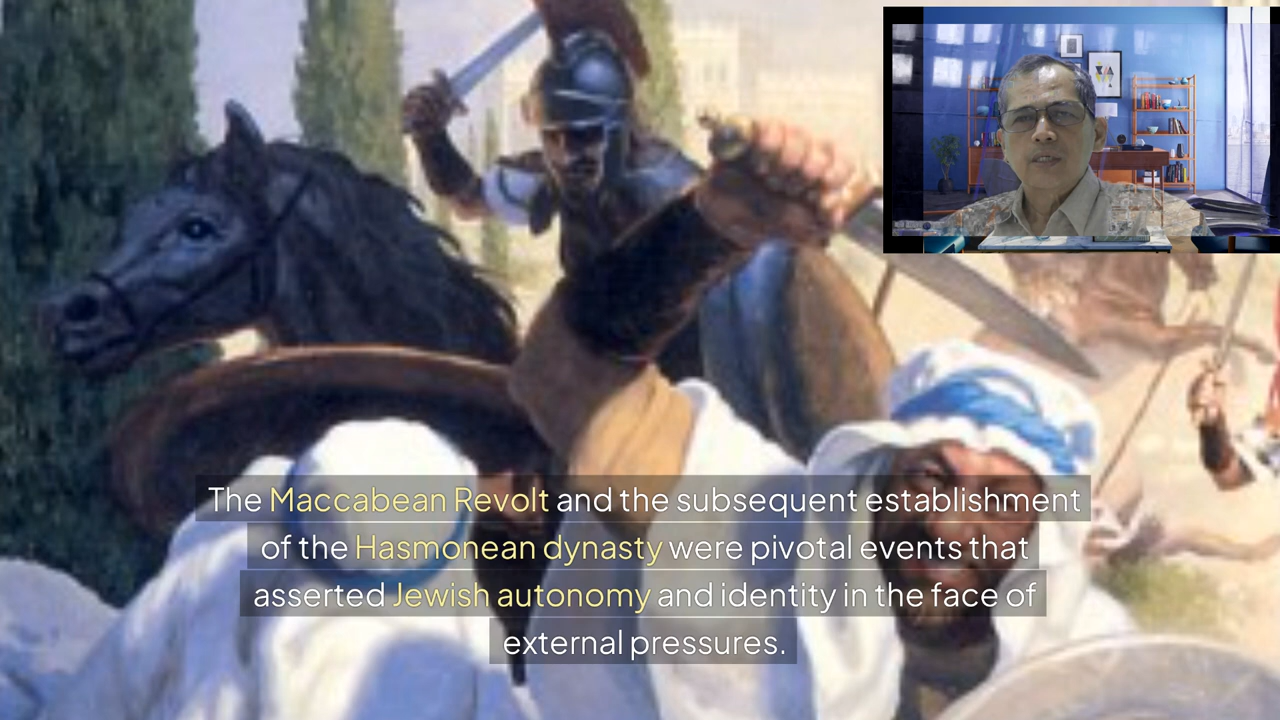 The Maccabean Revolt and the subsequent establishment
of the Hasmonean dynasty were pivotal events that
asserted Jewish autonomy and identity in the face of
external pressures.